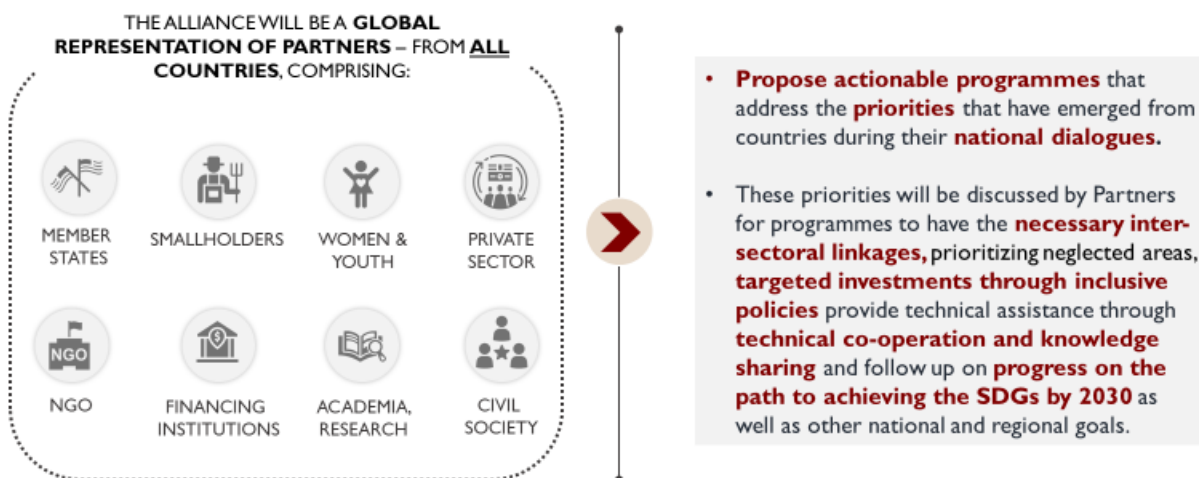 THE ALLIANCE WILL BE A GLOBAL
REPRESENTATION OF PARTNERS – FROM ALL
COUNTRIES, COMPRISING:
MEMBER
STATES
SMALLHOLDERS
WOMEN &
YOUTH
PRIVATE
SECTOR
NGO
NGO
FINANCING
INSTITUTIONS
ACADEMIA,
RESEARCH
CIVIL
SOCIETY
• Propose actionable programmes that
address the priorities that have emerged from
countries during their national dialogues.
• These priorities will be discussed by Partners
for programmes to have the necessary inter-
sectoral linkages, prioritizing neglected areas,
targeted investments through inclusive
policies provide technical assistance through
technical co-operation and knowledge
sharing and follow up on progress on the
path to achieving the SDGs by 2030 as
well as other national and regional goals.